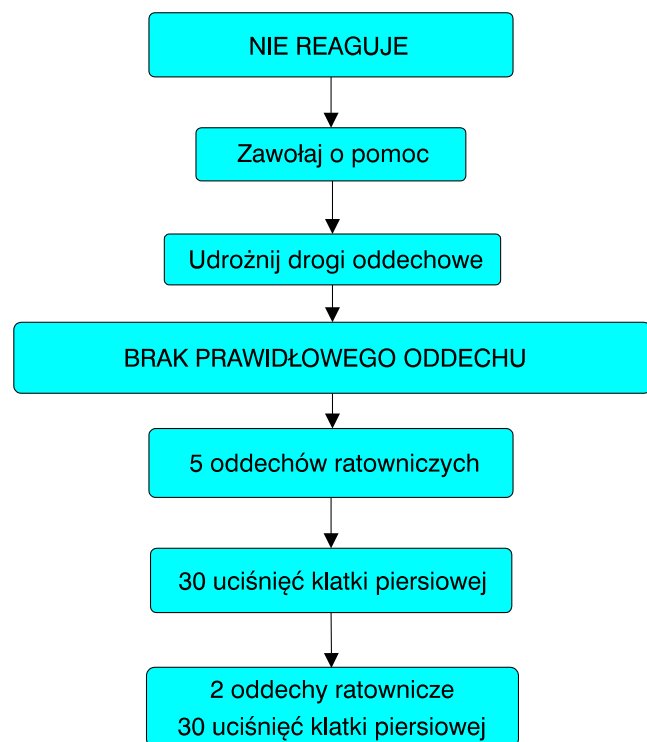 NIE REAGUJE
Zawołaj o pomoc
Udrożnij drogi oddechowe
BRAK PRAWIDŁOWEGO ODDECHU
5 oddechów ratowniczych
30 uciśnięć klatki piersiowej
2 oddechy ratownicze
30 uciśnięć klatki piersiowej